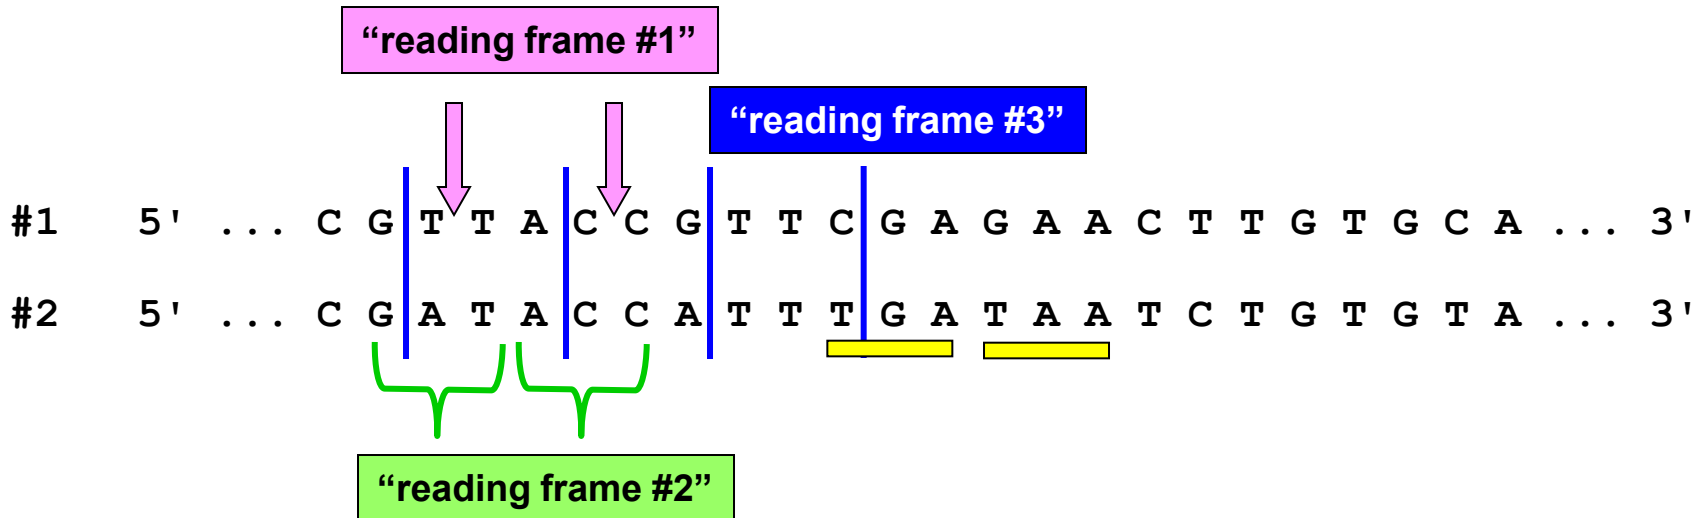 “reading frame #1”
“reading frame #3”
#1 5' ... C G T T A C C G T T C G A G A A C T T G T G C A ... 3'
#2 5' ... C G A T A C C A T T T G A T A A T C T G T G T A ... 3'
“reading frame #2”